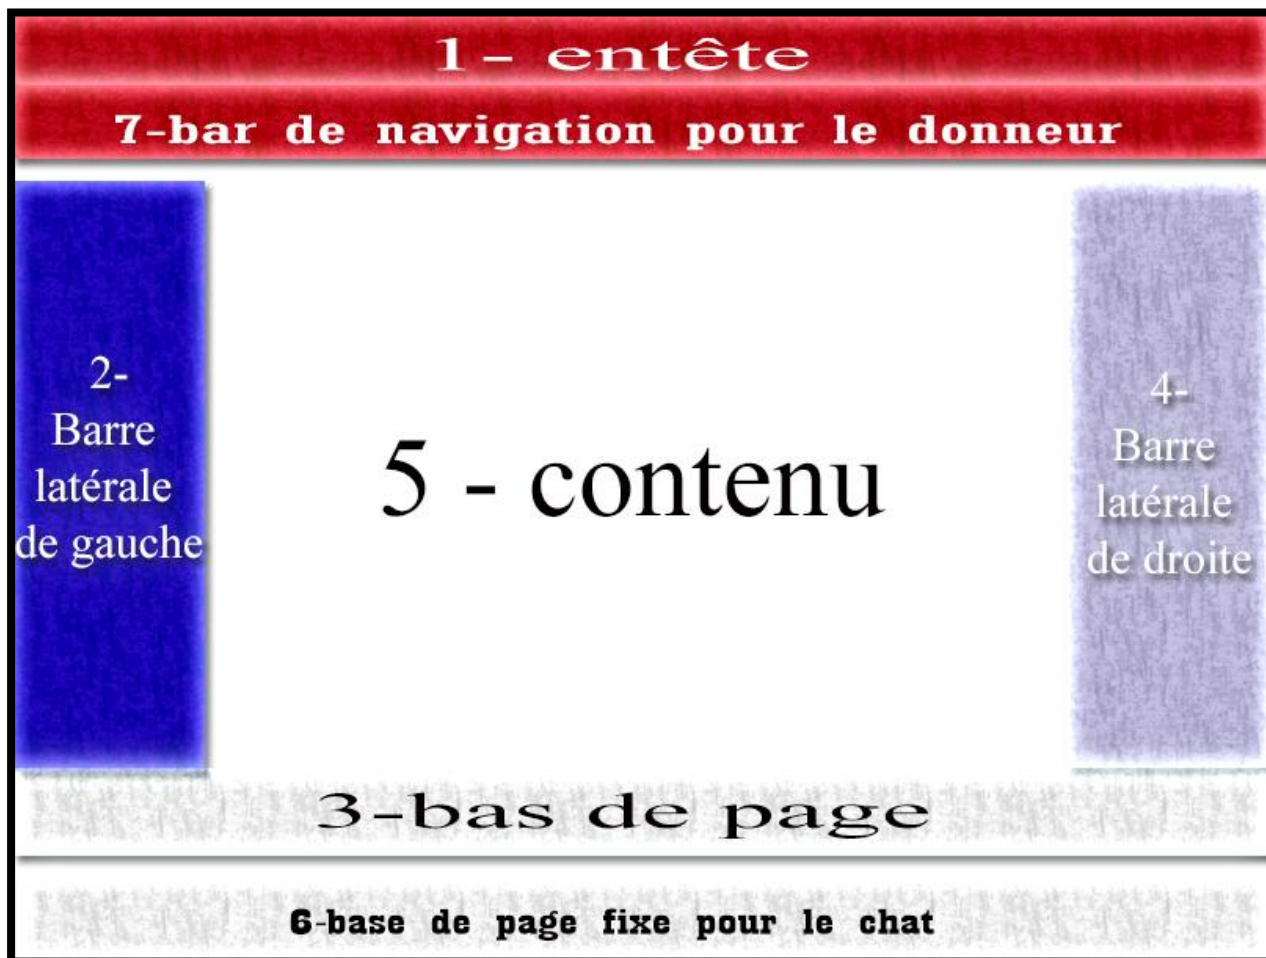 1- entête
7-bar de navigation pour le donneur
2-
Barre
latérale
de gauche
5 - contenu
4-
Barre
latérale
de droite
3-bas de page
6-base de page fixe pour le chat